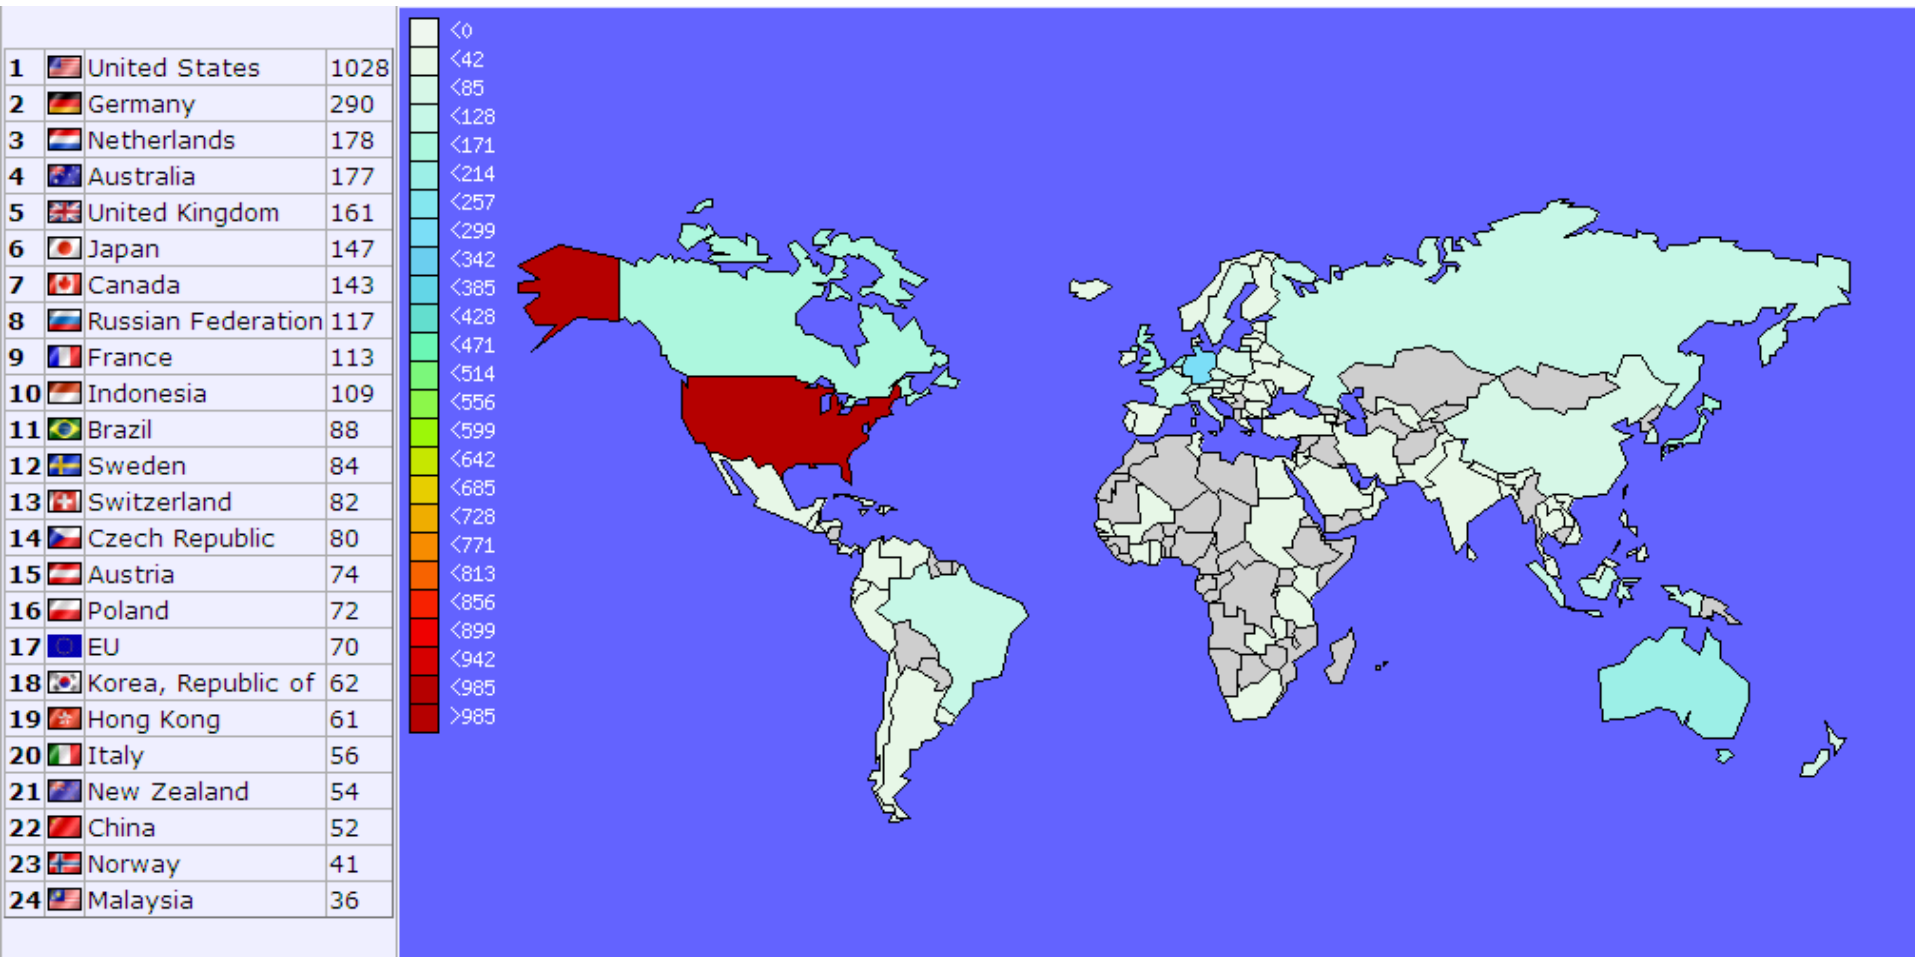 1 United States 1028
2 Germany 290
3 Netherlands 178
4 Australia 177
5 United Kingdom 161
6 Japan 147
7 Canada 143
8 Russian Federation 117
9 France 113
10 Indonesia 109
11 Brazil 88
12 Sweden 84
13 Switzerland 82
14 Czech Republic 80
15 Austria 74
16 Poland 72
17 EU 70
18 Korea, Republic of 62
19 Hong Kong 61
20 Italy 56
21 New Zealand 54
22 China 52
23 Norway 41
24 Malaysia 36
<0
<42
<85
<128
<171
<214
<257
<299
<342
<385
<428
<471
<514
<556
<599
<642
<685
<728
<771
<813
<856
<899
<942
<985
>985